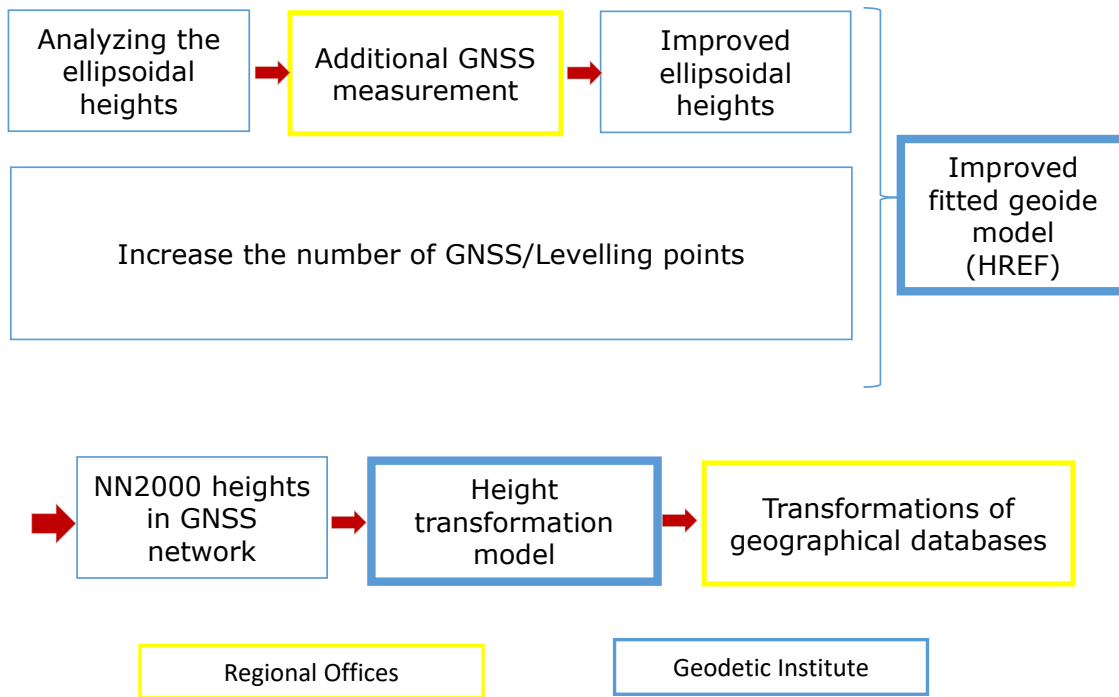 Analyzing the
ellipsoidal
heights
Additional GNSS
measurement
Improved
ellipsoidal
heights
Increase the number of GNSS/Levelling points
Improved
fitted geoide
model
(HREF)
NN2000 heights
in GNSS
network
Height
transformation
model
Transformations of
geographical databases
Regional Offices
Geodetic Institute